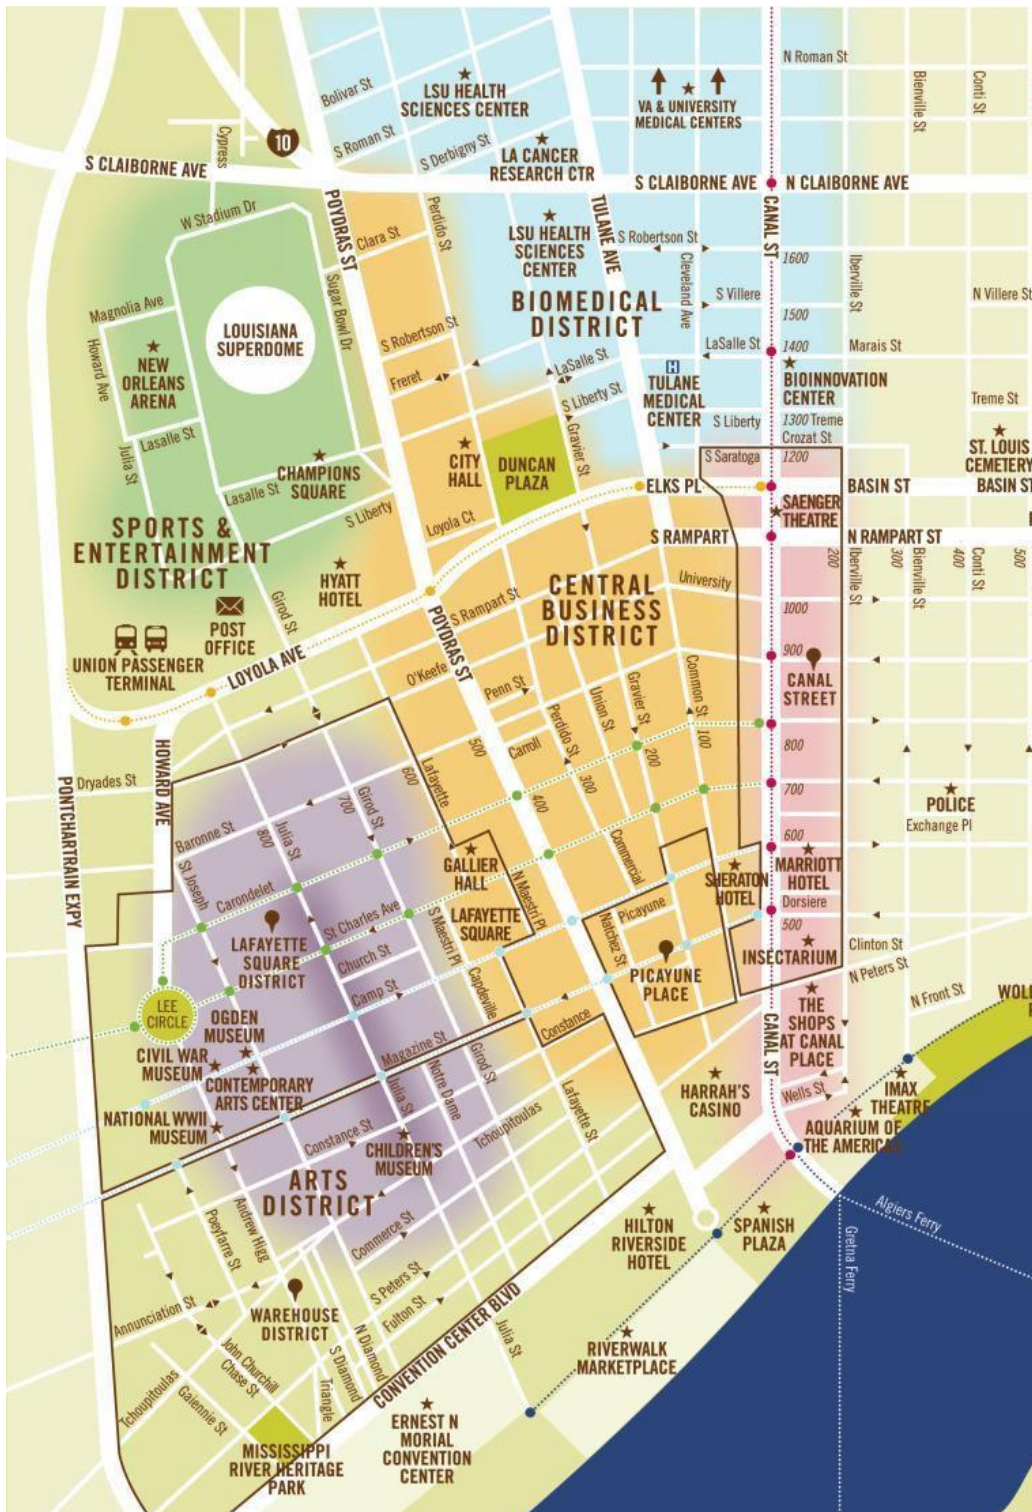 N Roman St
Bolivar St
LSU HEALTH
SCIENCES CENTER
VA & UNIVERSITY
MEDICAL CENTERS
Bienville St
Conti St
Cypress
10
S Roman St
S Derbigny St
LA CANCER
RESEARCH CTR
S CLAIBORNE AVE
S CLAIBORNE AVE
N CLAIBORNE AVE
W Stadium Dr
POYDRAS ST
Perdido St
Clara St
LSU HEALTH
SCIENCES
CENTER
TULANE AVE
S Robertson St
Cleveland Ave
CANAL ST
1600
Iberville St
Magnolia Ave
Howard Ave
Sugar Bowl Dr
LOUISIANA
SUPERDOME
BIOMEDICAL
DISTRICT
S Villere
1500
N Villere St
S Robertson St
NEW
ORLEANS
ARENA
Freret
LaSalle St
LaSalle St
1400
Marais St
H
TULANE
MEDICAL
CENTER
BIOINNOVATION
CENTER
S Liberty St
S Liberty
1300
Treme
Treme St
Crozat St
Lasalle St
Julia St
CITY
HALL
DUNCAN
PLAZA
Gravier St
S Saratoga
1200
ST. LOUIS
CEMETERY
BASIN ST
CHAMPIONS
SQUARE
Lasalle St
S Liberty
Loyola Ct
ELKS PL
BASIN ST
SAENGER
THEATRE
SPORTS &
ENTERTAINMENT
DISTRICT
S RAMPART
N RAMPART ST
200
Iberville St
300
Bienville St
400
Conti St
500
HYATT
HOTEL
CENTRAL
BUSINESS
DISTRICT
University
1000
POST
OFFICE
Girod St
S Rampart St
UNION PASSENGER
TERMINAL
LOYOLA AVE
POYDRAS ST
O'Keefe
900
CANAL
STREET
Penn St
Perdido St
Union St
Gravier St
Common St
HOWARD AVE
500
Carroll
200
100
800
Dryades St
PONTCHARTRAIN EXPY
600
Lafayette
400
300
700
Baronne St
800
Julia St
700
Girod St
POLICE
Exchange Pl
600
St Joseph
Carondelet
GALLIER
HALL
N Maestri Pl
Commercial
SHERATON
HOTEL
MARRIOTT
HOTEL
Dorsiere
St Charles Ave
S Maestri Pl
LAFAYETTE
SQUARE
Picayune
500
LAFAYETTE
SQUARE
DISTRICT
Church St
Natchez St
INSECTARIUM
Clinton St
N Peters St
Camp St
Capdeville
PICAYUNE
PLACE
N Front St
LEE
CIRCLE
OGDEN
MUSEUM
Constance
THE
SHOPS
AT CANAL
PLACE
CIVIL WAR
MUSEUM
Magazine St
CANAL ST
CONTEMPORARY
ARTS CENTER
Julia St
Notre Dame
Girod St
HARRAH'S
CASINO
Wells St
IMAX
THEATRE
NATIONAL WWII
MUSEUM
Constance St
CHILDREN'S
MUSEUM
Tchoupitoulas
Lafayette St
AQUARIUM OF
THE AMERICAS
ARTS
DISTRICT
Poeyfarre St
Andrew Higg
Commerce St
HILTON
RIVERSIDE
HOTEL
SPANISH
PLAZA
Algiers Ferry
Gretna Ferry
Annunciation St
WAREHOUSE
DISTRICT
S Peters St
Fulton St
CONVENTION CENTER BLVD
Julia St
RIVERWALK
MARKETPLACE
John Churchill
Chase St
N Diamond
S Diamond
Triangle
Tchoupitoulas
Gaiennie St
MISSISSIPPI
RIVER HERITAGE
PARK
ERNEST N
MORIAL
CONVENTION
CENTER